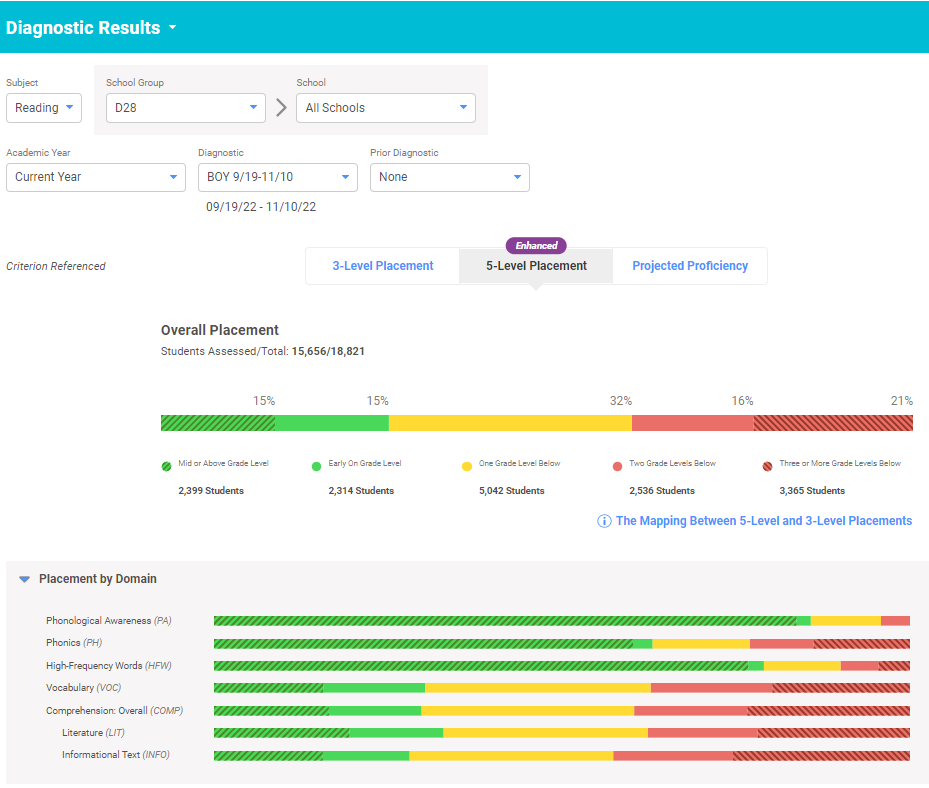 Diagnostic Results
Subject
School Group
School
Reading
D28
All Schools
Academic Year
Diagnostic
Prior Diagnostic
Current Year
BOY 9/19-11/10
None
09/19/22 - 11/10/22
Enhanced
Criterion Referenced
3-Level Placement
5-Level Placement
Projected Proficiency
Overall Placement
Students Assessed/Total: 15,656/18,821
15% 15% 32% 16% 21%
Mid or Above Grade Level
Early On Grade Level
One Grade Level Below
Two Grade Levels Below
Three or More Grade Levels Below
2,399 Students
2,314 Students
5,042 Students
2,536 Students
3,365 Students
The Mapping Between 5-Level and 3-Level Placements
Placement by Domain
Phonological Awareness (PA)
Phonics (PH)
High-Frequency Words (HFW)
Vocabulary (VOC)
Comprehension: Overall (COMP)
Literature (LIT)
Informational Text (INFO)